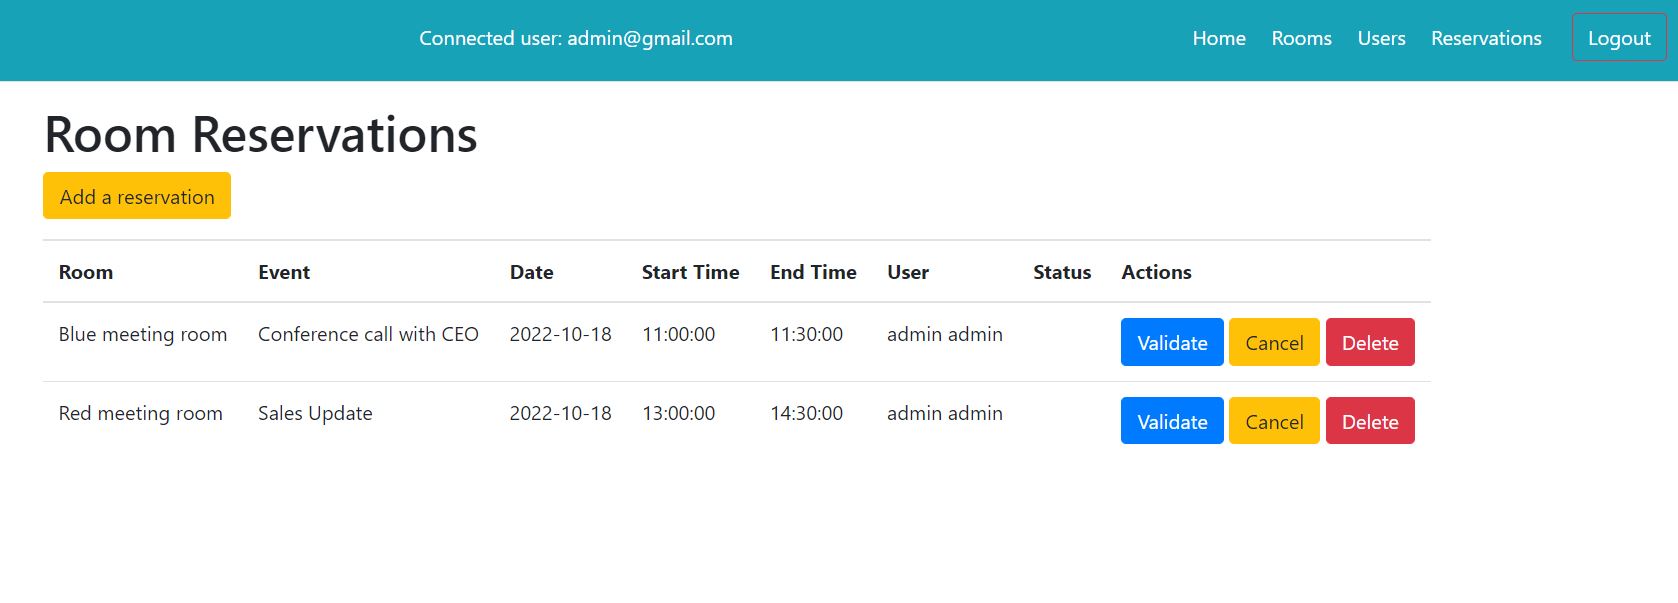 Connected user: admin@gmail.com Home Rooms Users Reservations Logout
Room Reservations
Add a reservation
Room Event Date Start Time End Time User Status Actions
Blue meeting room Conference call with CEO 2022-10-18 11:00:00 11:30:00 admin admin Validate Cancel Delete
Red meeting room Sales Update 2022-10-18 13:00:00 14:30:00 admin admin Validate Cancel Delete